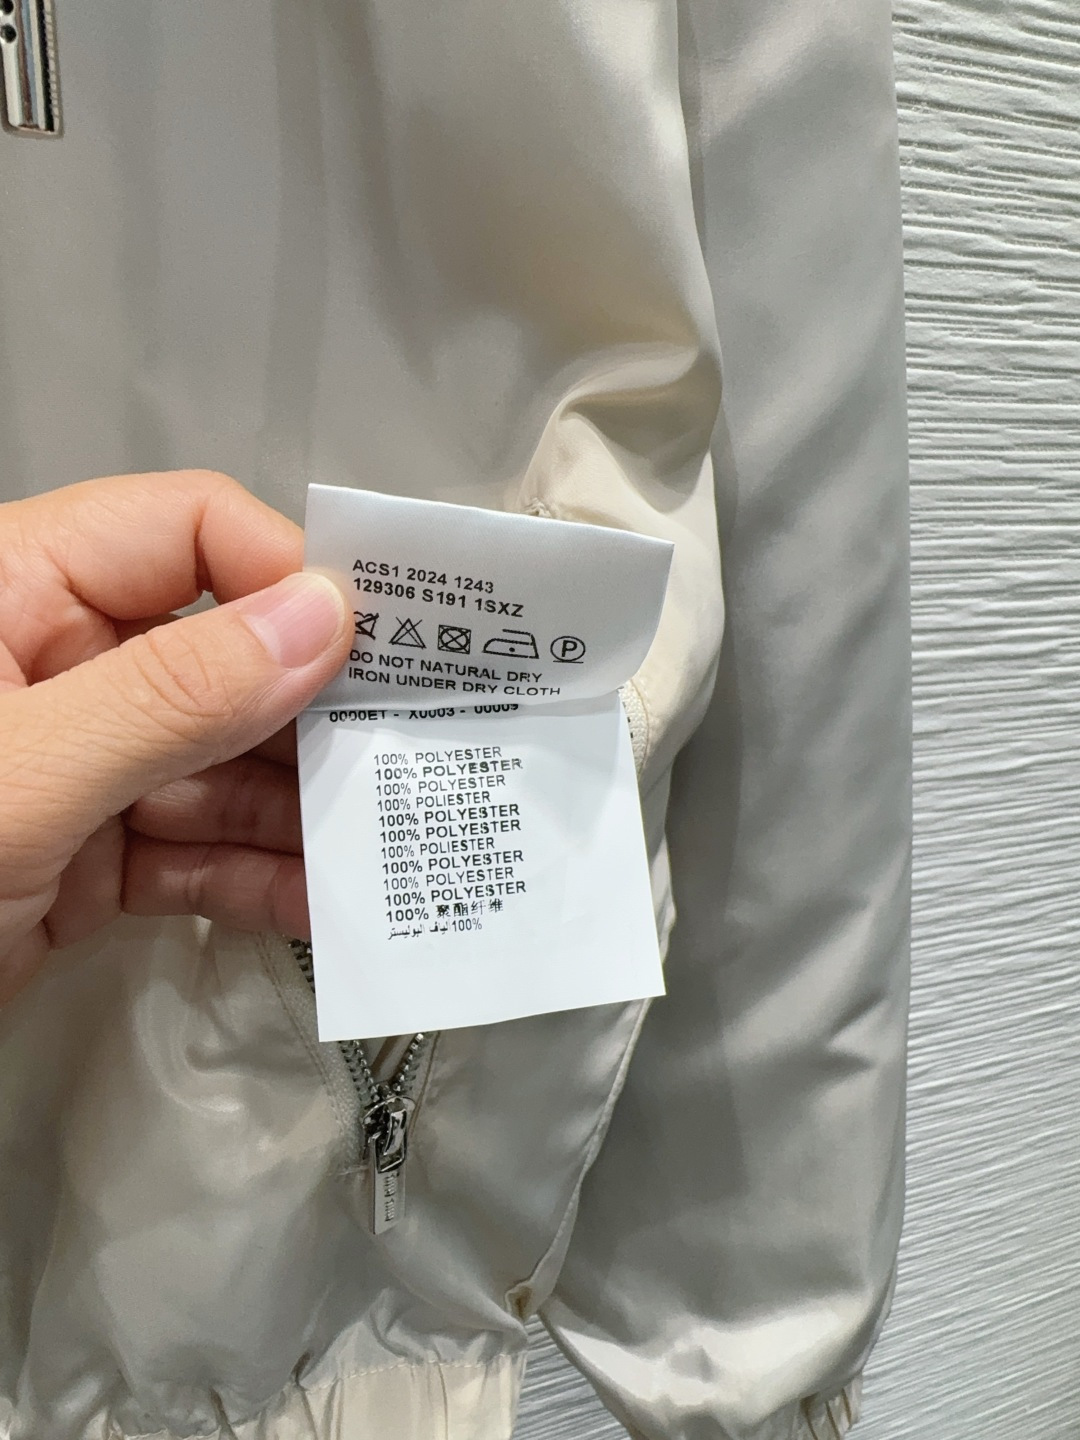 ACS1 2024 1243
129306 S191 1SXZ
P
DO NOT NATURAL DRY
IRON UNDER DRY CLOTH
0000ET - X0003 - 00009
100% POLYESTER
100% POLYESTER
100% POLYESTER
100% POLIESTER
100% POLYESTER
100% POLYESTER
100% POLIESTER
100% POLYESTER
100% POLYESTER
100% POLYESTER
100% 聚酯纤维
100% الياف البوليستر